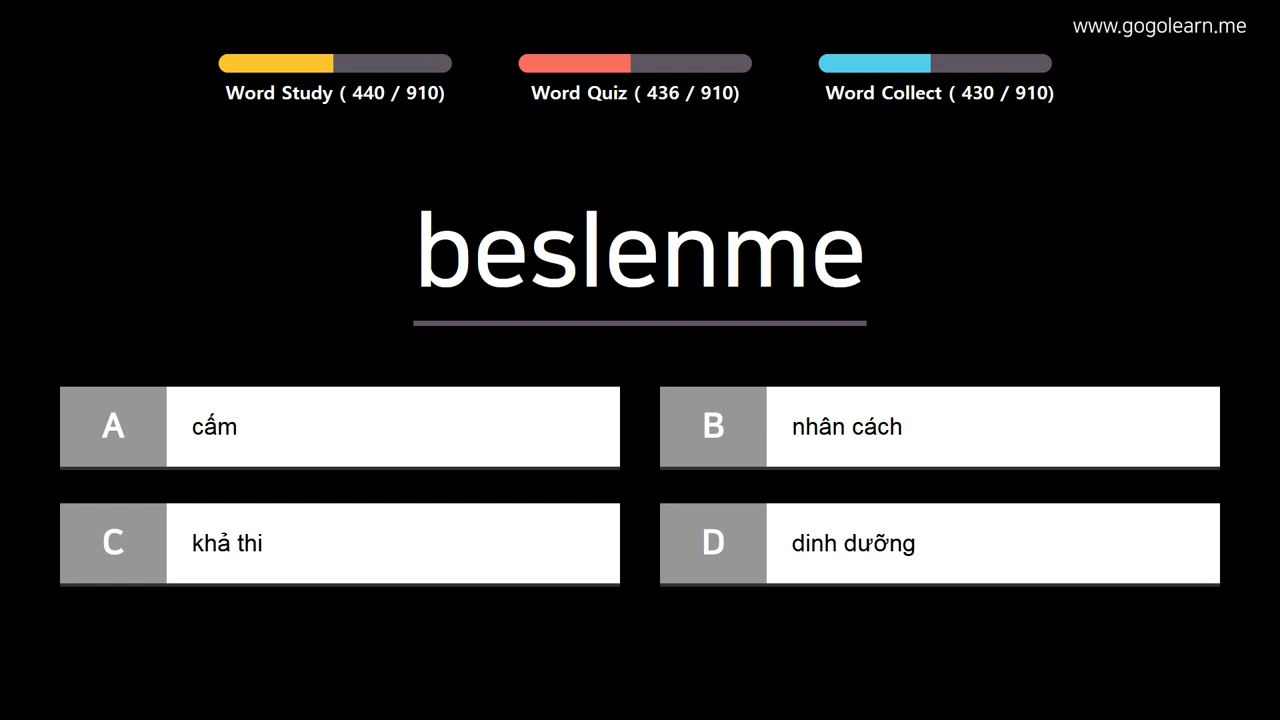 www.gogolearn.me
Word Study ( 440 / 910)
Word Quiz ( 436 / 910)
Word Collect ( 430 / 910)
beslenme
A cấm
B nhân cách
C khả thi
D dinh dưỡng